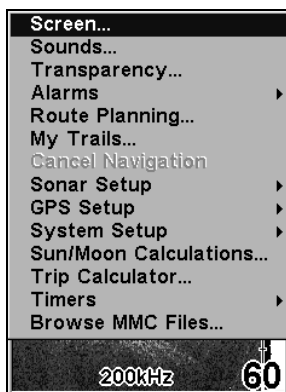 Screen...
Sounds...
Transparency...
Alarms
Route Planning...
My Trails...
Cancel Navigation
Sonar Setup
GPS Setup
System Setup
Sun/Moon Calculations...
Trip Calculator...
Timers
Browse MMC Files...
200kHz 60